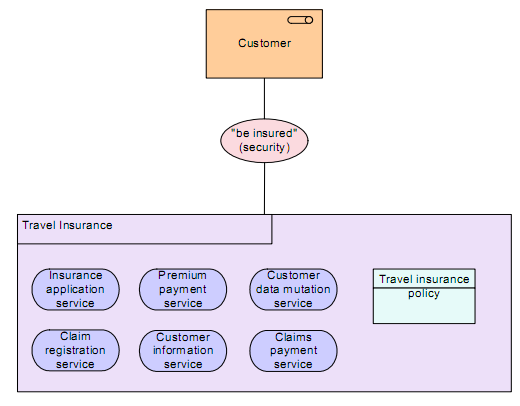 Customer
"be insured"
(security)
Travel Insurance
Insurance
application
service
Premium
payment
service
Customer
data mutation
service
Travel insurance
policy
Claim
registration
service
Customer
information
service
Claims
payment
service